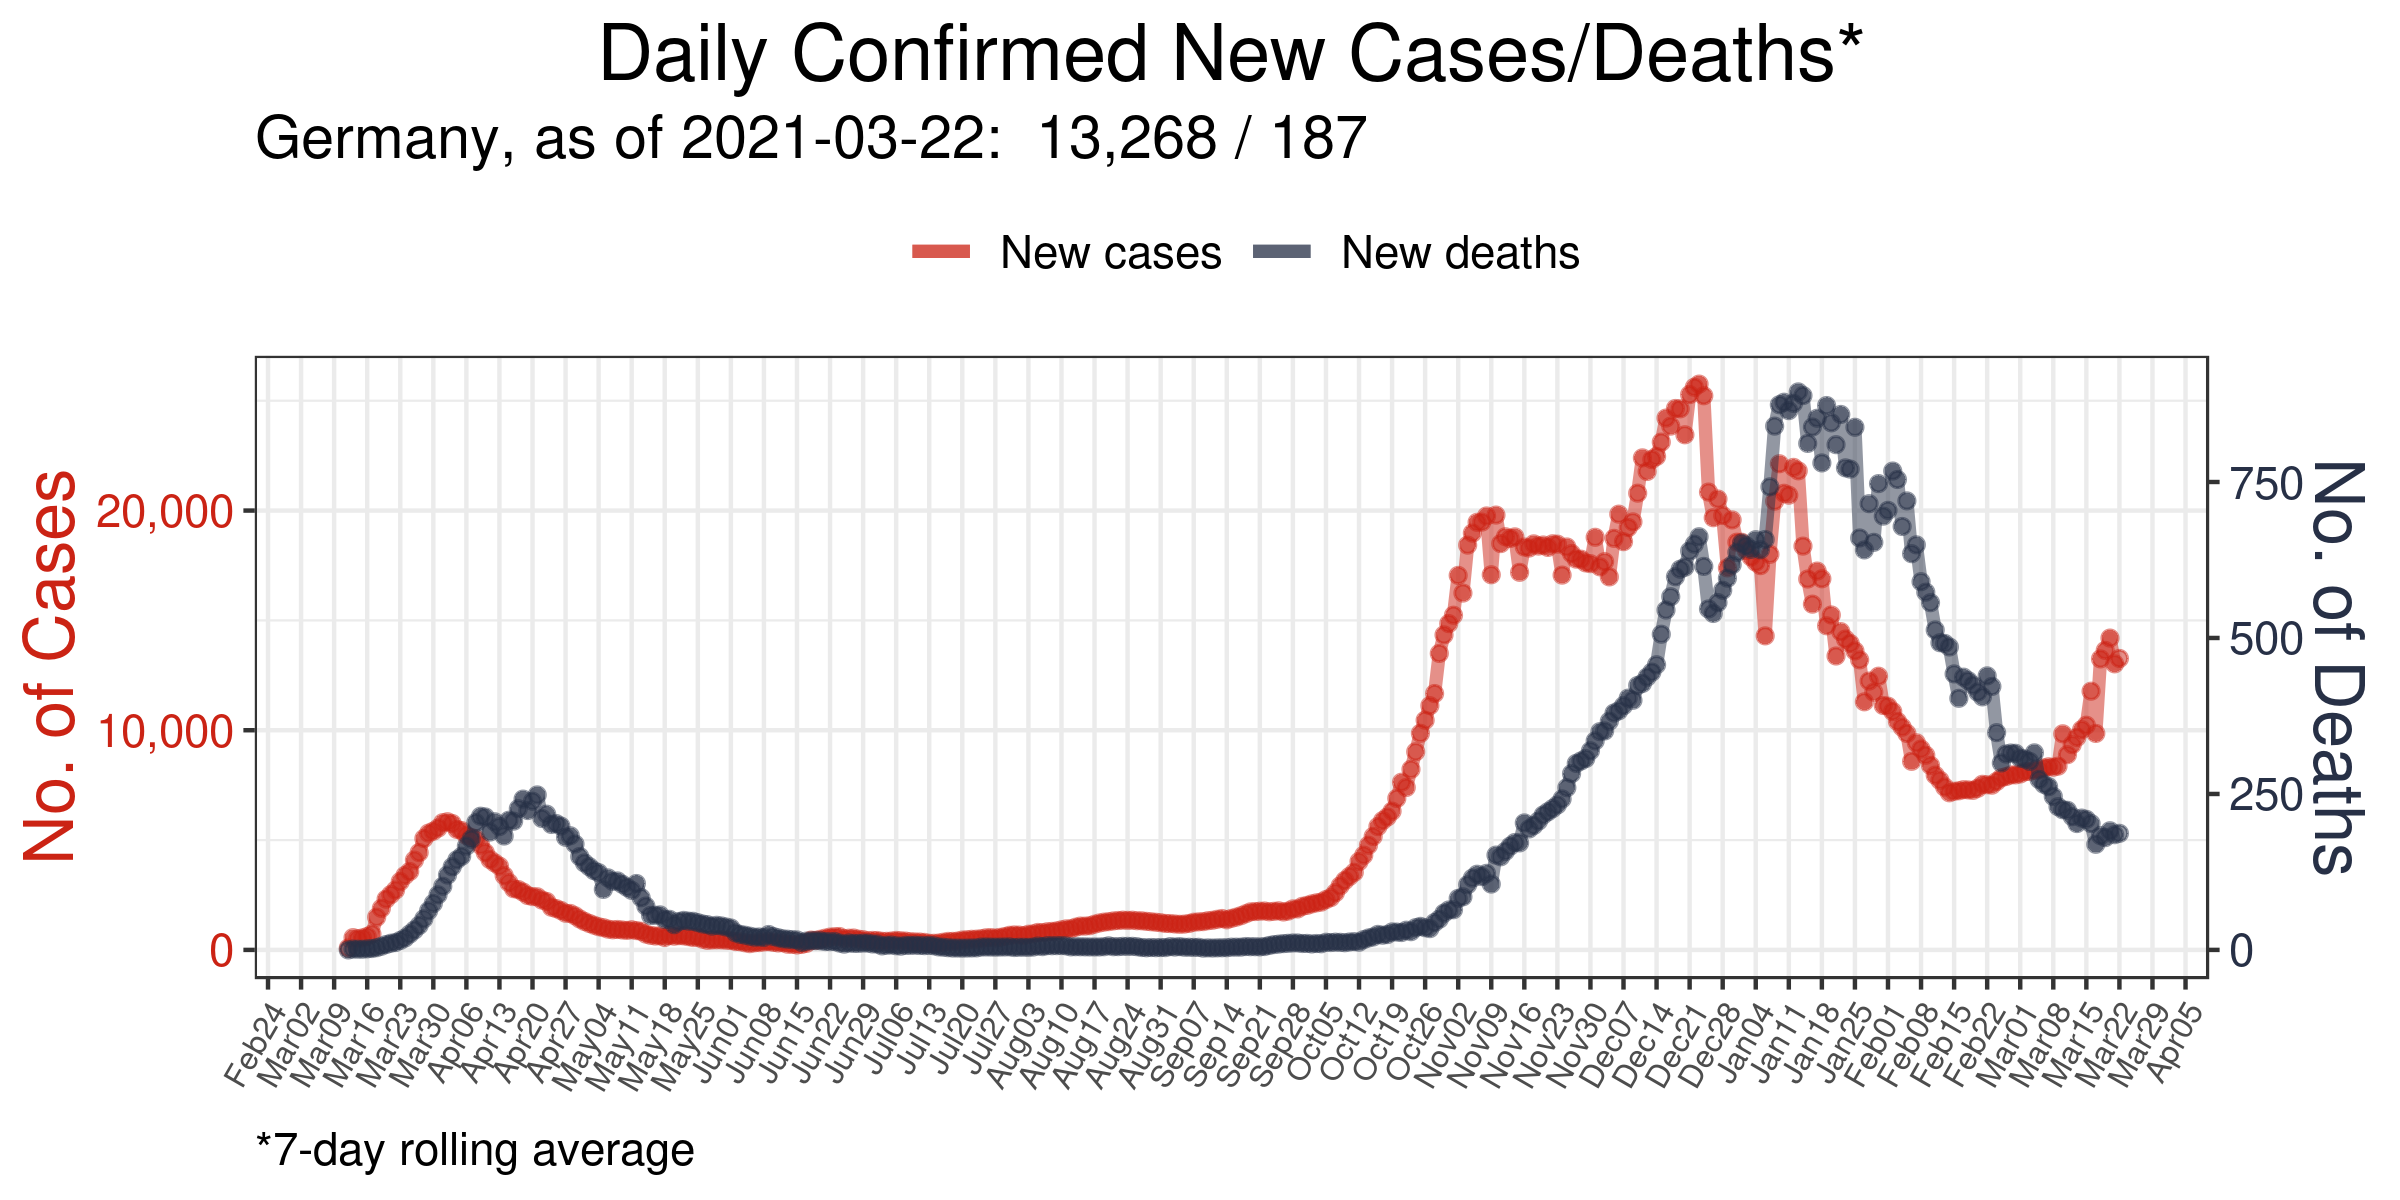 Daily Confirmed New Cases/Deaths*
Germany, as of 2021-03-22:  13,268 / 187
New cases
New deaths
No. of Cases
20,000
10,000
0
750
500
250
0
No. of Deaths
Feb24
Mar02
Mar09
Mar16
Mar23
Mar30
Apr06
Apr13
Apr20
Apr27
May04
May11
May18
May25
Jun01
Jun08
Jun15
Jun22
Jun29
Jul06
Jul13
Jul20
Jul27
Aug03
Aug10
Aug17
Aug24
Aug31
Sep07
Sep14
Sep21
Sep28
Oct05
Oct12
Oct19
Oct26
Nov02
Nov09
Nov16
Nov23
Nov30
Dec07
Dec14
Dec21
Dec28
Jan04
Jan11
Jan18
Jan25
Feb01
Feb08
Feb15
Feb22
Mar01
Mar08
Mar15
Mar22
Mar29
Apr05
*7-day rolling average